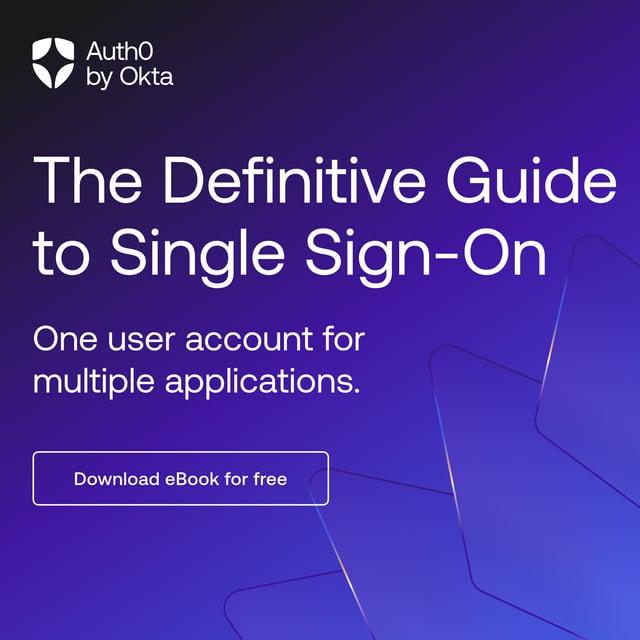 Auth0
by Okta
The Definitive Guide
to Single Sign-On
One user account for
multiple applications.
Download eBook for free